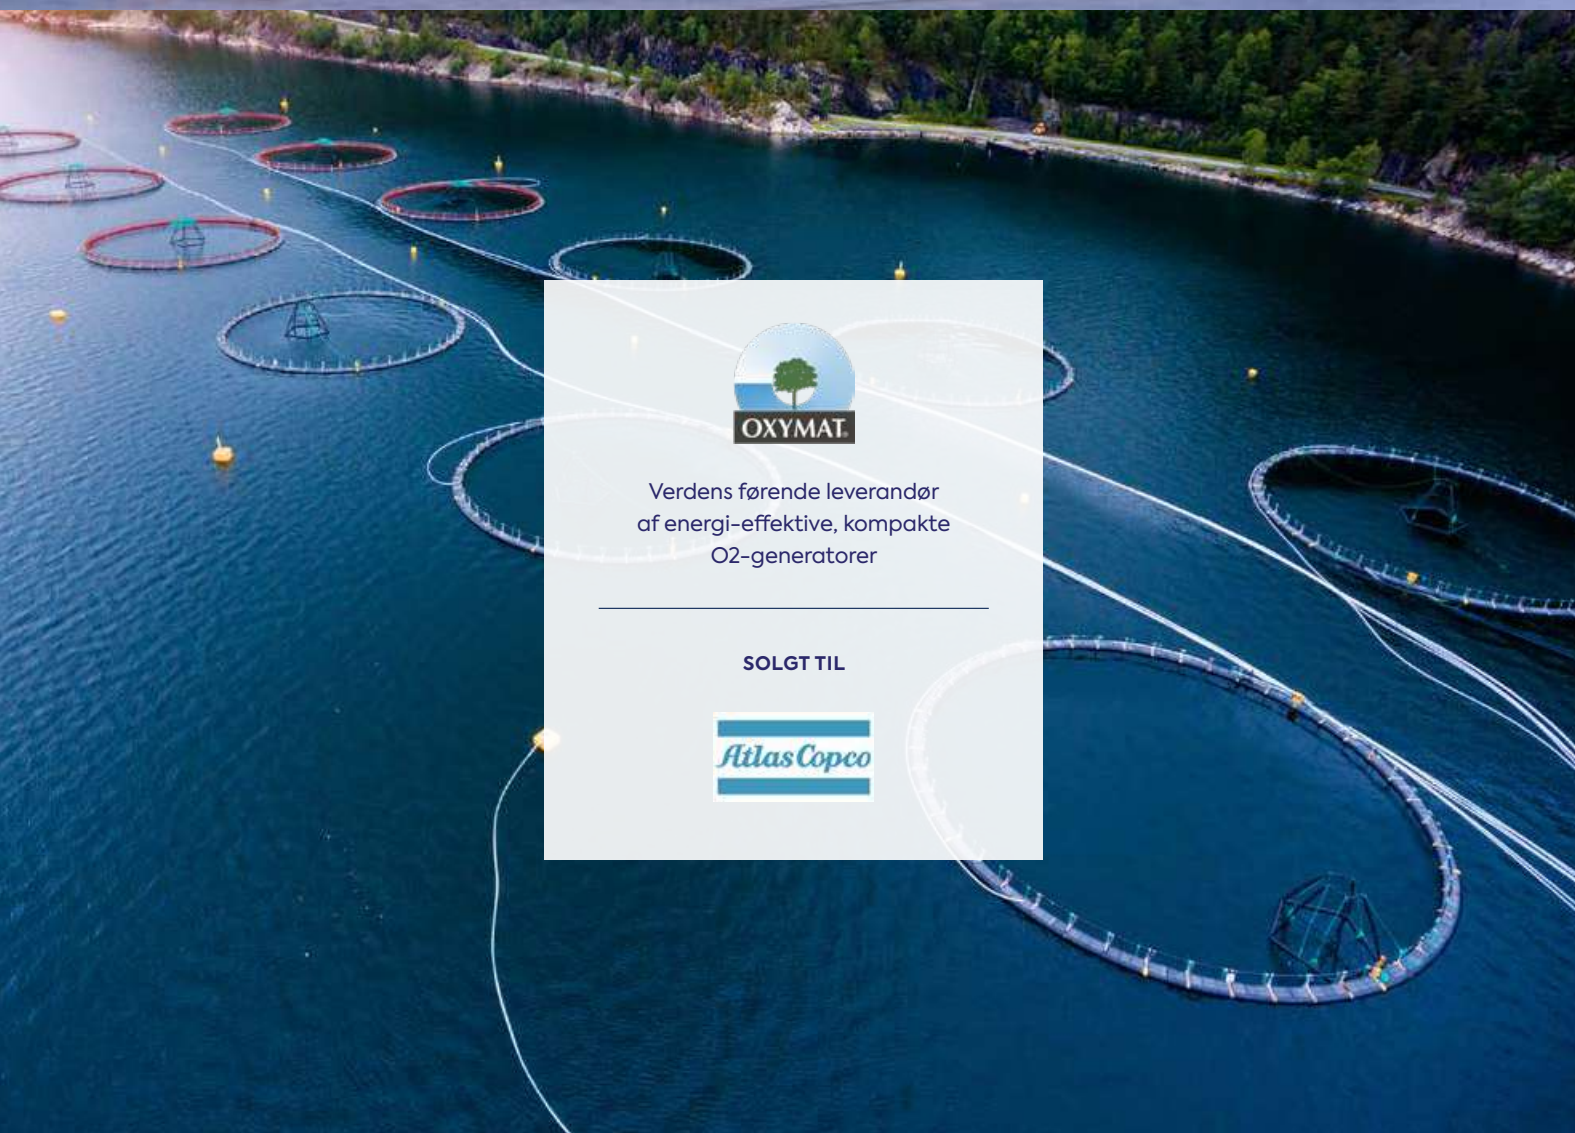 OXYMAT®
Verdens førende leverandør
af energi-effektive, kompakte
O2-generatorer
SOLGT TIL
Atlas Copco